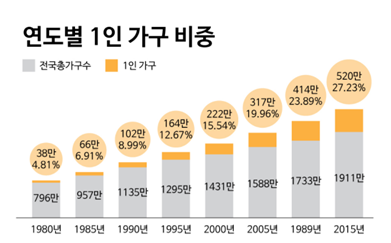 연도별 1인 가구 비중
전국총가구수 1인 가구
38만
4.81%
66만
6.91%
102만
8.99%
164만
12.67%
222만
15.54%
317만
19.96%
414만
23.89%
520만
27.23%
796만 957만 1135만 1295만 1431만 1588만 1733만 1911만
1980년 1985년 1990년 1995년 2000년 2005년 1989년 2015년